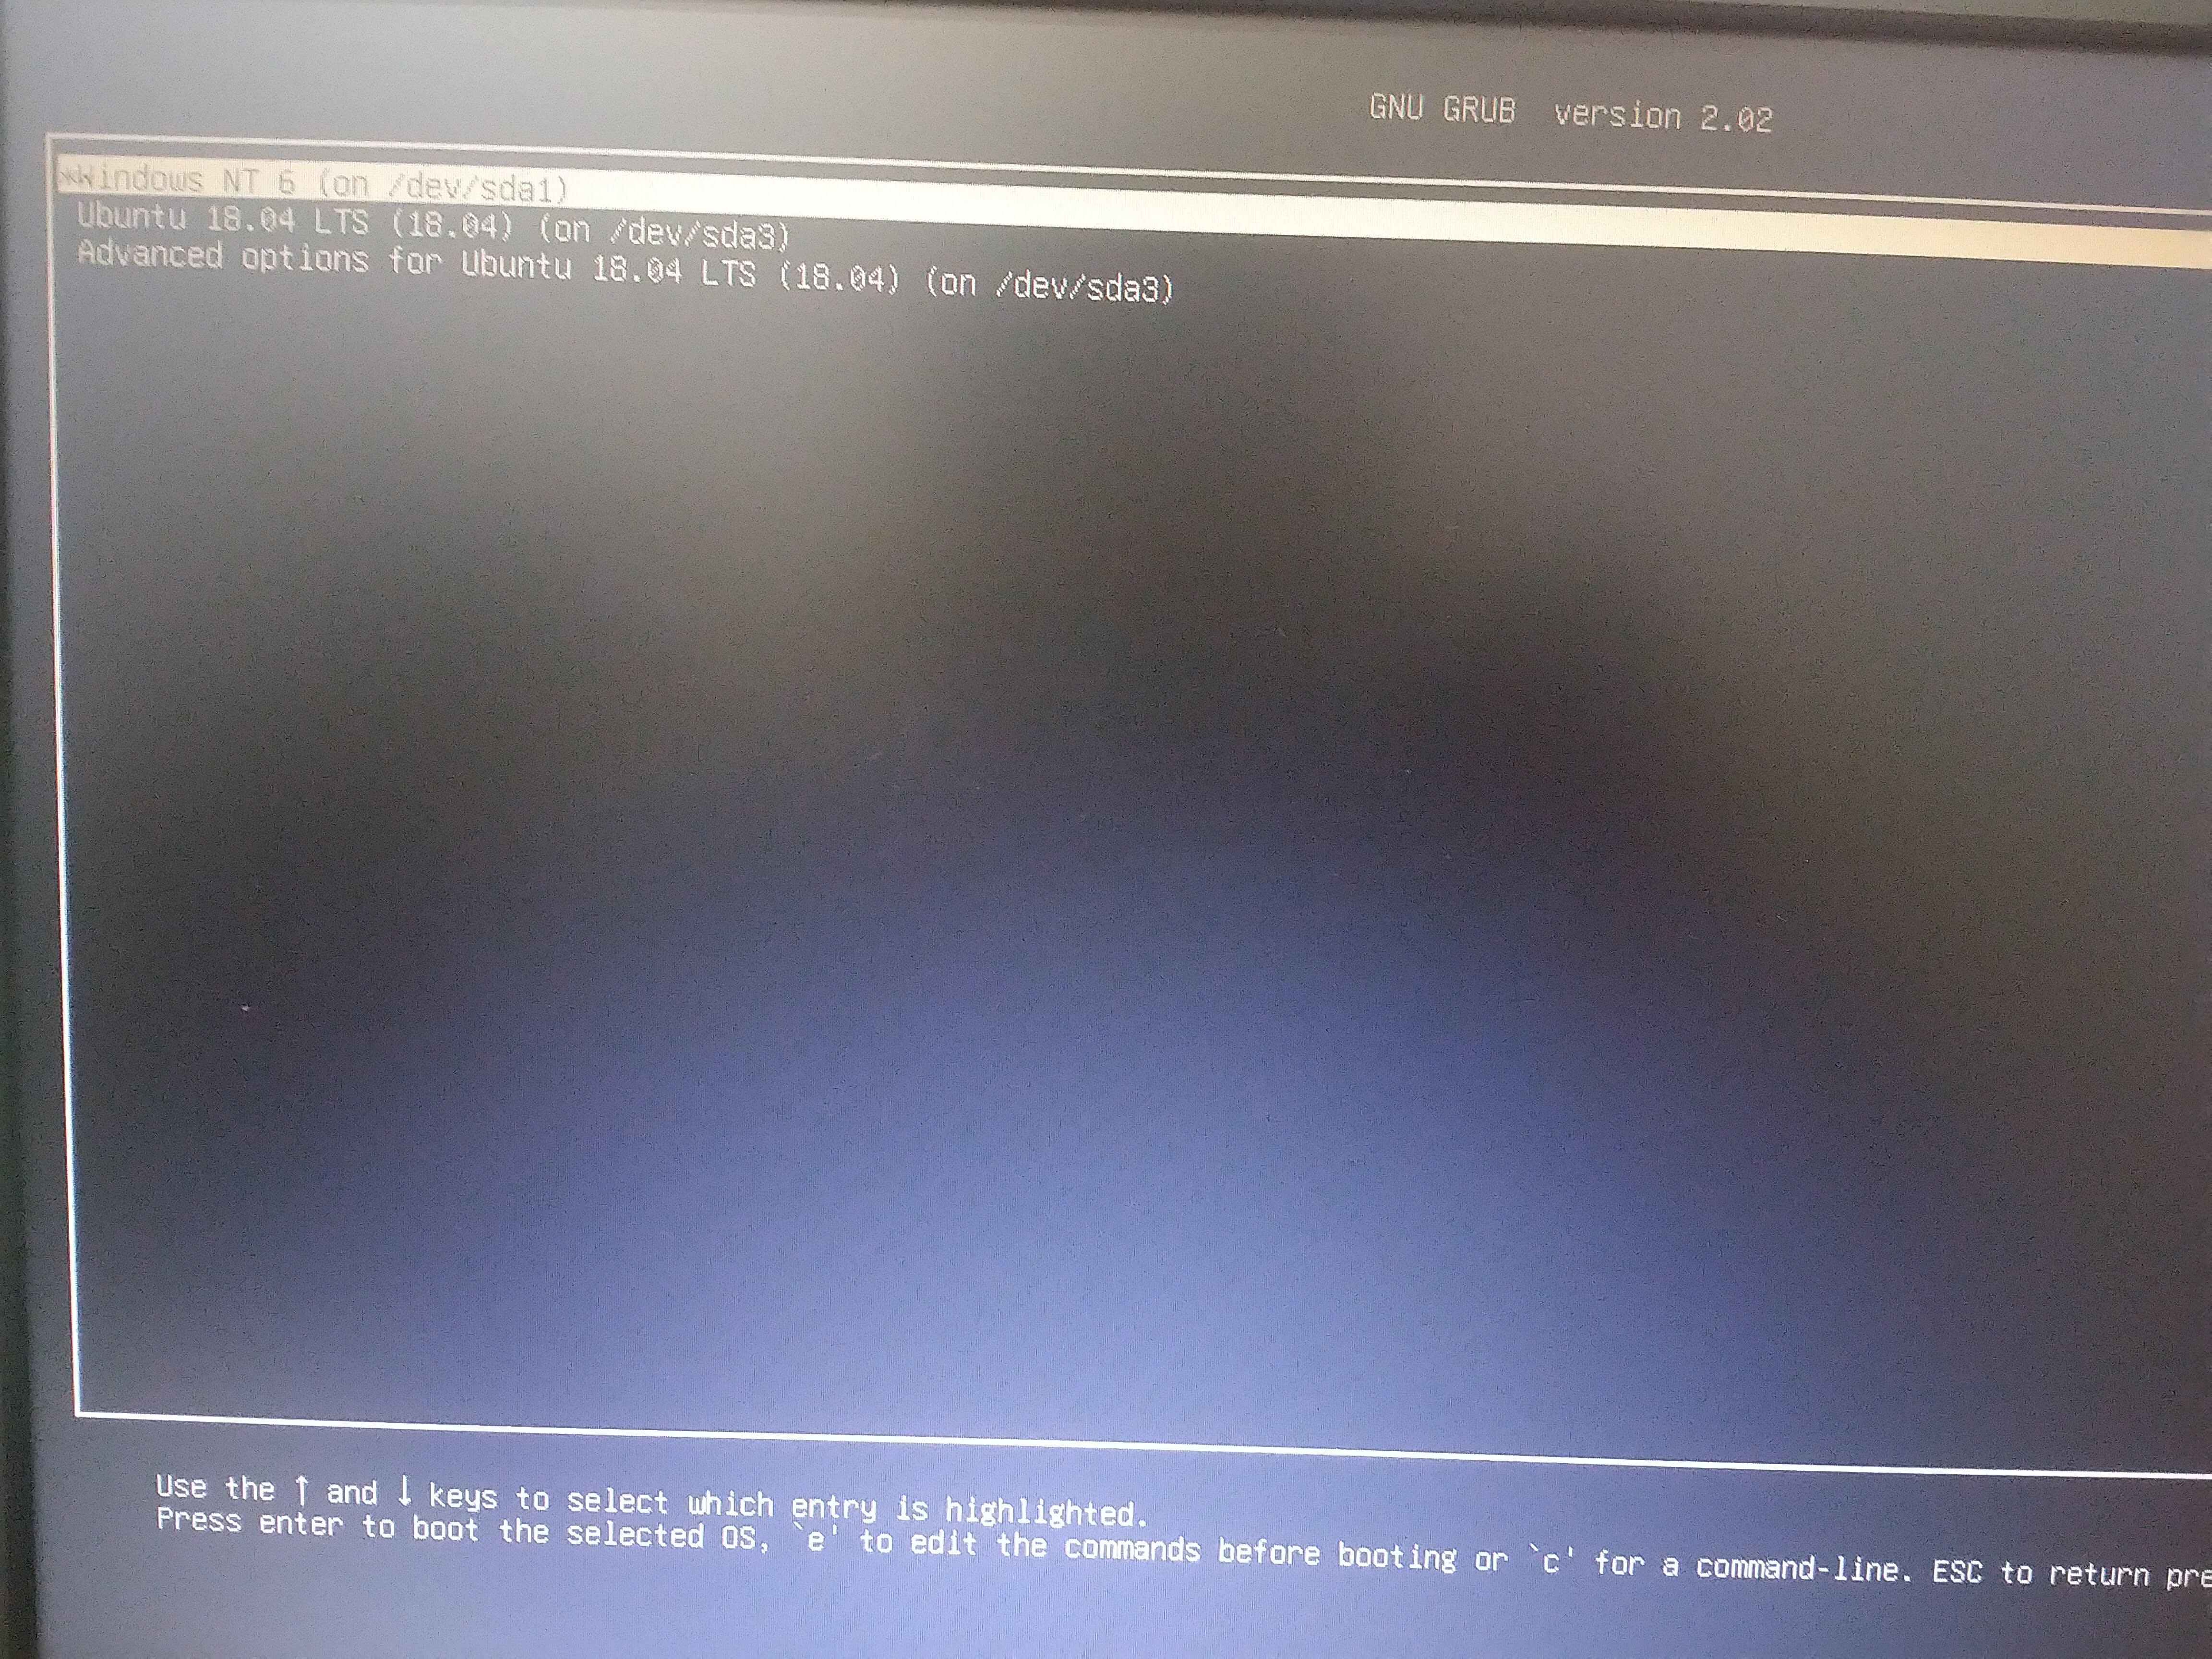 GNU GRUB version 2.02
*Windows NT 6 (on /dev/sda1)
Ubuntu 18.04 LTS (18.04) (on /dev/sda3)
Advanced options for Ubuntu 18.04 LTS (18.04) (on /dev/sda3)
Use the ↑ and ↓ keys to select which entry is highlighted.
Press enter to boot the selected OS, `e' to edit the commands before booting or `c' for a command-line. ESC to return pre